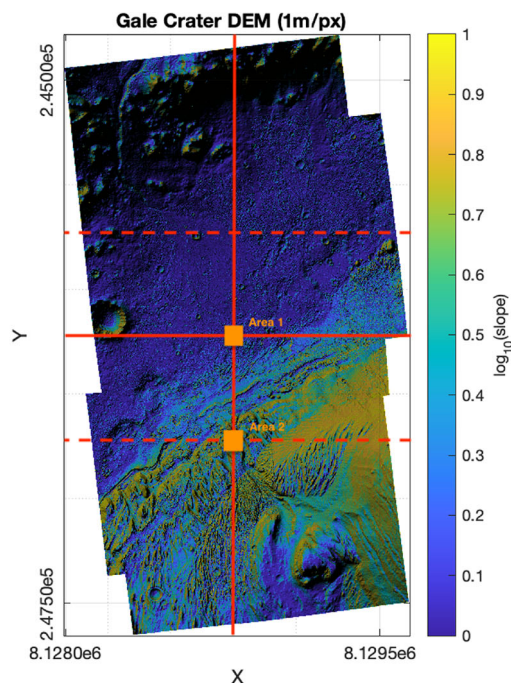 Gale Crater DEM (1m/px)
2.4500e5
Y
2.4750e5
Area 1
Area 2
8.1280e6
8.1295e6
X
1
0.9
0.8
0.7
0.6
0.5
0.4
0.3
0.2
0.1
0
log10(slope)